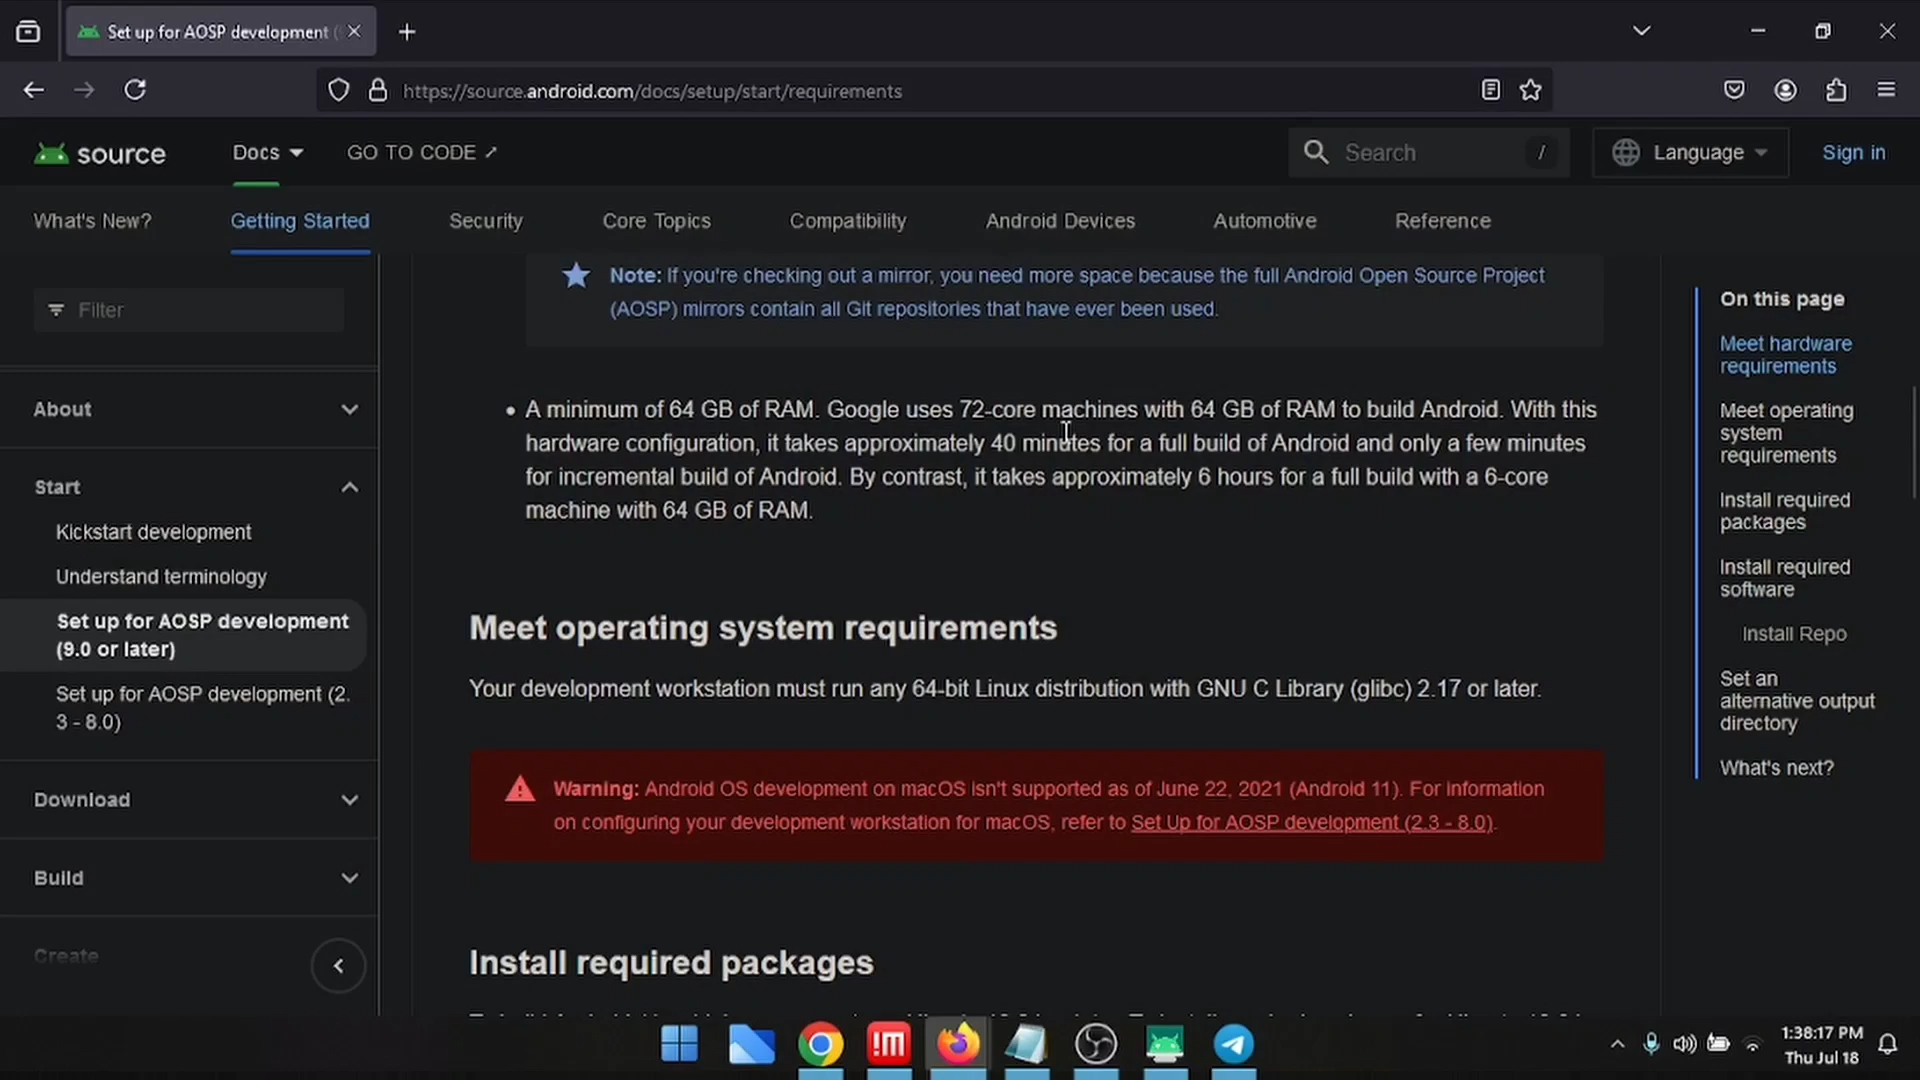 Set up for AOSP development (
https://source.android.com/docs/setup/start/requirements
source
Docs
GO TO CODE
Search
/
Language
Sign in
What's New?
Getting Started
Security
Core Topics
Compatibility
Android Devices
Automotive
Reference
Filter
About
Start
Kickstart development
Understand terminology
Set up for AOSP development
(9.0 or later)
Set up for AOSP development (2.
3 - 8.0)
Download
Build
Create
Note: If you're checking out a mirror, you need more space because the full Android Open Source Project
(AOSP) mirrors contain all Git repositories that have ever been used.
• A minimum of 64 GB of RAM. Google uses 72-core machines with 64 GB of RAM to build Android. With this
hardware configuration, it takes approximately 40 minutes for a full build of Android and only a few minutes
for incremental build of Android. By contrast, it takes approximately 6 hours for a full build with a 6-core
machine with 64 GB of RAM.
Meet operating system requirements
Your development workstation must run any 64-bit Linux distribution with GNU C Library (glibc) 2.17 or later.
Warning: Android OS development on macOS isn't supported as of June 22, 2021 (Android 11). For information
on configuring your development workstation for macOS, refer to Set Up for AOSP development (2.3 - 8.0).
Install required packages
On this page
Meet hardware
requirements
Meet operating
system
requirements
Install required
packages
Install required
software
Install Repo
Set an
alternative output
directory
What's next?
1:38:17 PM
Thu Jul 18